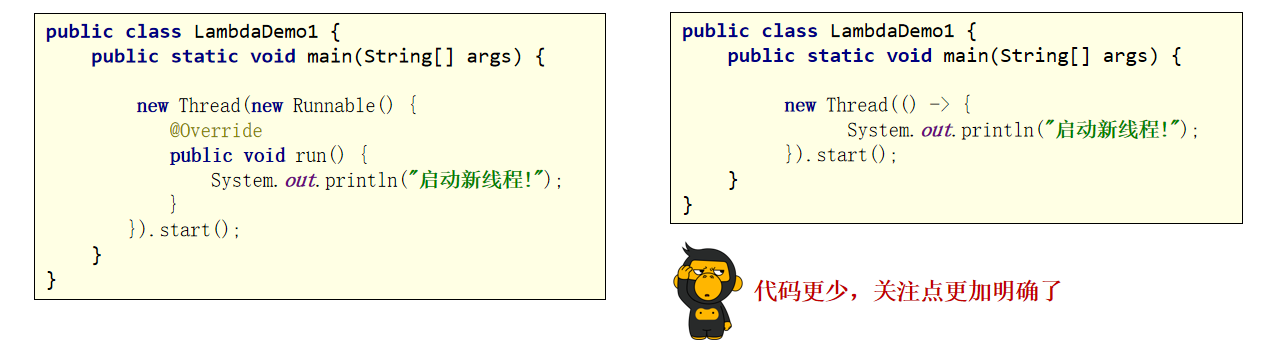 public class LambdaDemo1 {
public static void main(String[] args) {
new Thread(new Runnable() {
@Override
public void run() {
System.out.println("启动新线程!");
}
}).start();
}
}
public class LambdaDemo1 {
public static void main(String[] args) {
new Thread(() -> {
System.out.println("启动新线程!");
}).start();
}
}
代码更少，关注点更加明确了